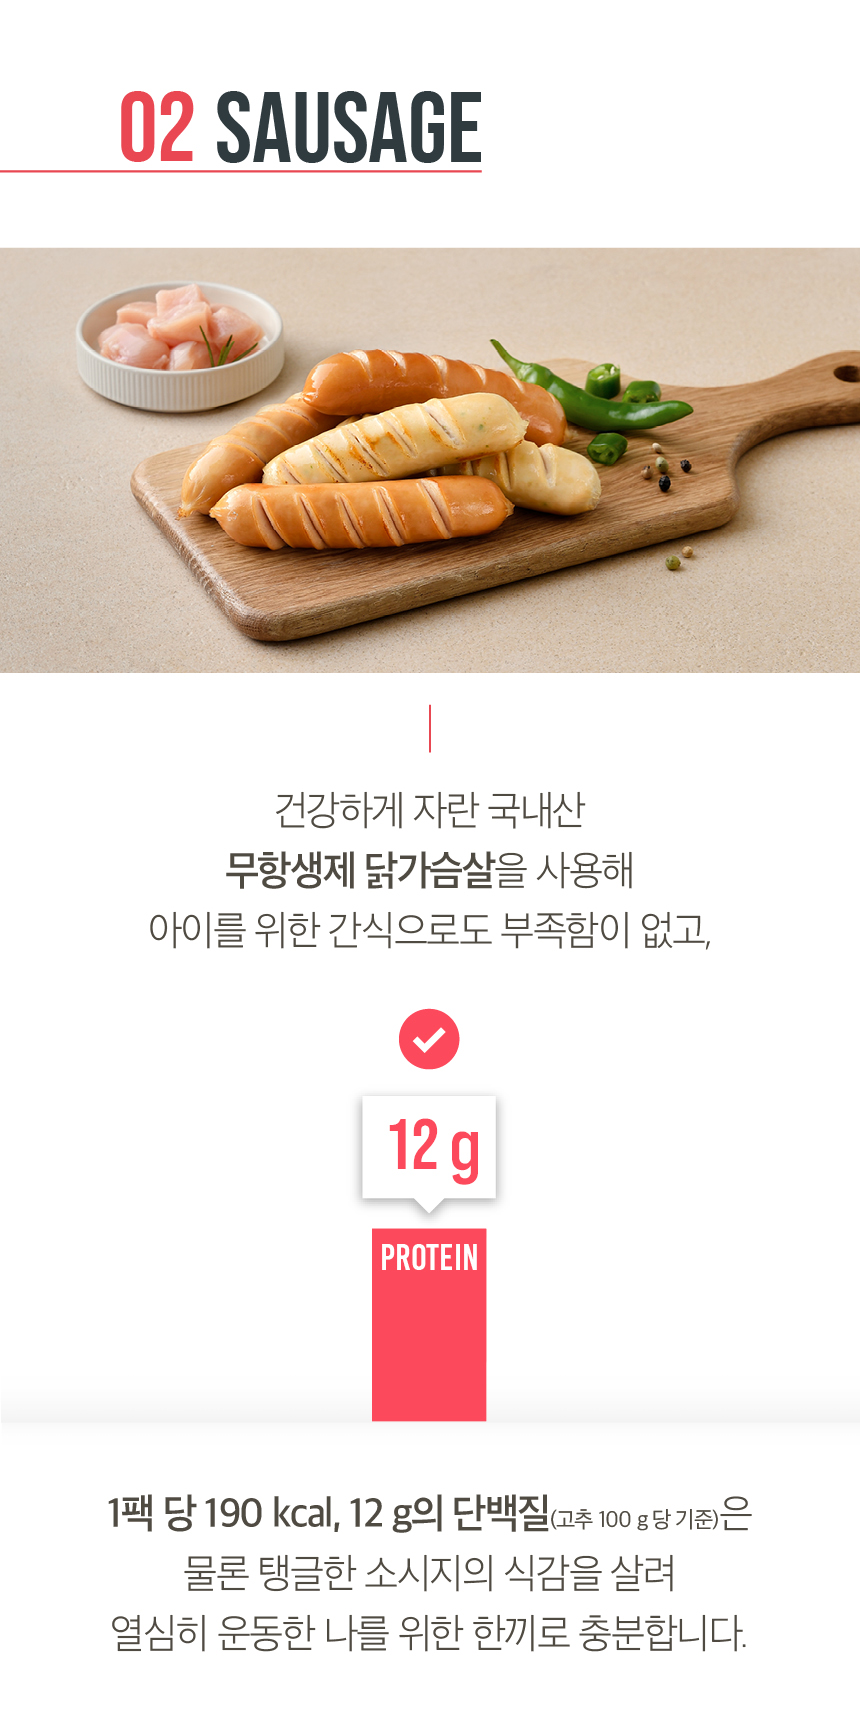 02 SAUSAGE
건강하게 자란 국내산
무항생제 닭가슴살을 사용해
아이를 위한 간식으로도 부족함이 없고,
12 g
PROTEIN
1팩 당 190 kcal, 12 g의 단백질(고추 100 g 당 기준)은
물론 탱글한 소시지의 식감을 살려
열심히 운동한 나를 위한 한끼로 충분합니다.